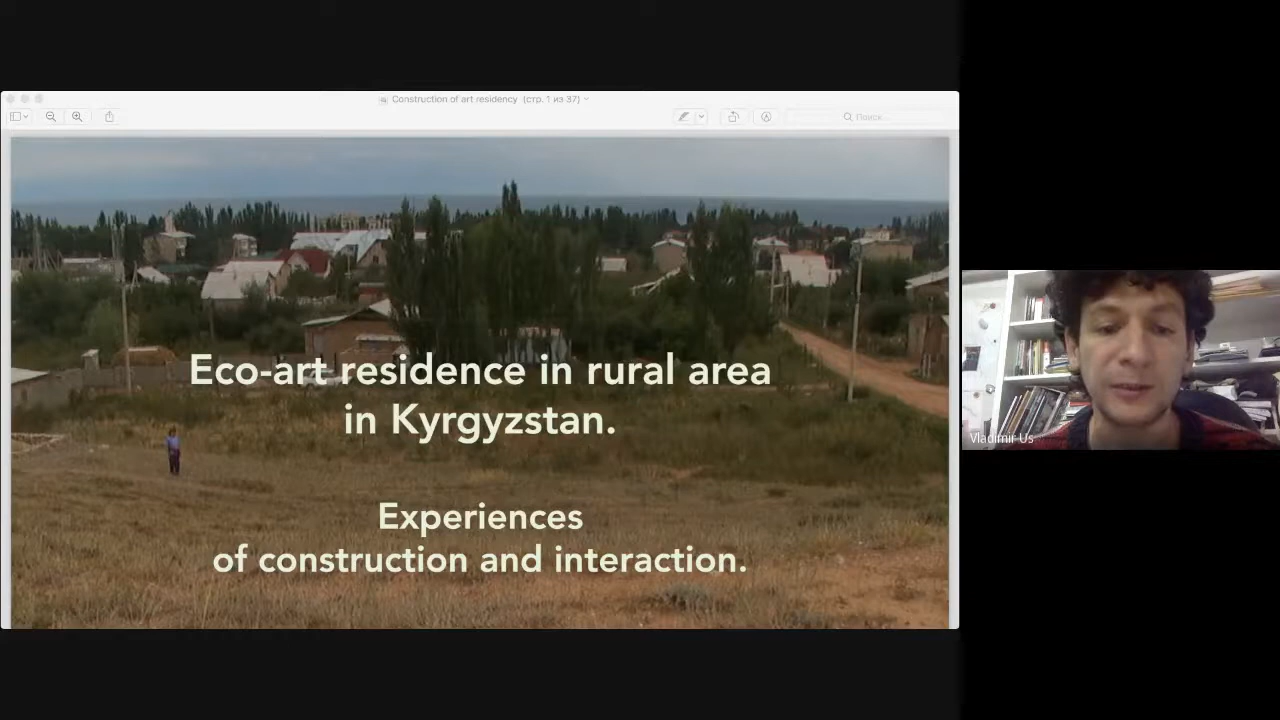 Construction of art residency (стр. 1 из 37)
Поиск...
Eco-art residence in rural area
in Kyrgyzstan.
Experiences
of construction and interaction.
Vladimir Us